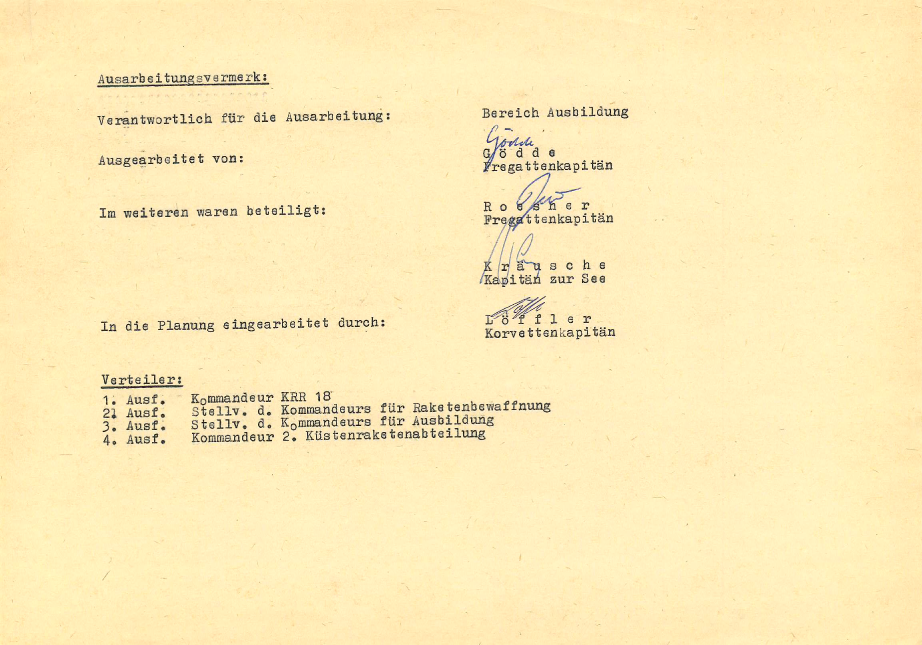 Ausarbeitungsvermerk:
Verantwortlich für die Ausarbeitung: Bereich Ausbildung
Gödde
Ausgearbeitet von: G ö d d e
Fregattenkapitän
Im weiteren waren beteiligt: R o e s n e r
Fregattenkapitän
K r ä u s c h e
Kapitän zur See
In die Planung eingearbeitet durch: L ö f f l e r
Korvettenkapitän
Verteiler:
1. Ausf. Kommandeur KRR 18
2. Ausf. Stellv. d. Kommandeurs für Raketenbewaffnung
3. Ausf. Stellv. d. Kommandeurs für Ausbildung
4. Ausf. Kommandeur 2. Küstenraketenabteilung